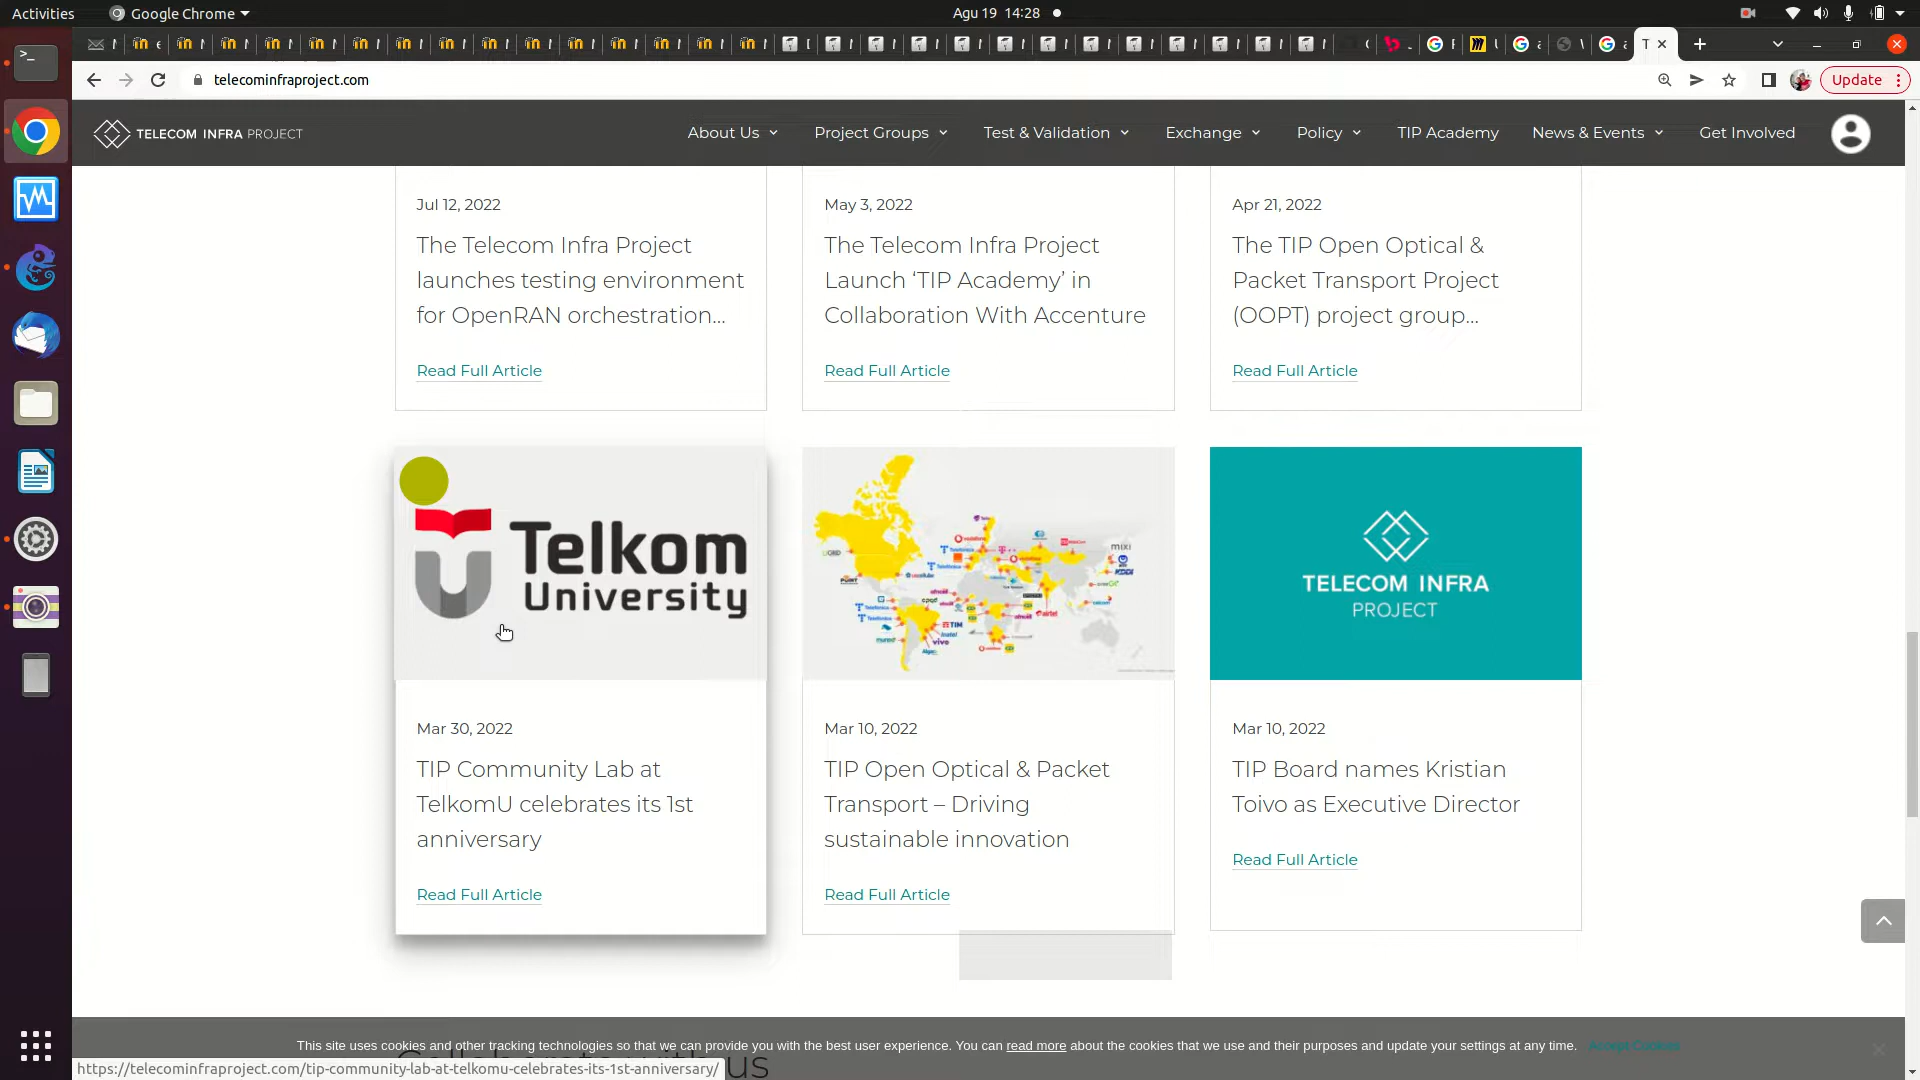 Activities
Google Chrome
Agu 19 14:28
telecominfraproject.com
Update
TELECOM INFRA PROJECT
About Us
Project Groups
Test & Validation
Exchange
Policy
TIP Academy
News & Events
Get Involved
Jul 12, 2022
The Telecom Infra Project
launches testing environment
for OpenRAN orchestration...
Read Full Article
May 3, 2022
The Telecom Infra Project
Launch ‘TIP Academy’ in
Collaboration With Accenture
Read Full Article
Apr 21, 2022
The TIP Open Optical &
Packet Transport Project
(OOPT) project group...
Read Full Article
Telkom
University
Mar 30, 2022
TIP Community Lab at
TelkomU celebrates its 1st
anniversary
Read Full Article
Mar 10, 2022
TIP Open Optical & Packet
Transport – Driving
sustainable innovation
Read Full Article
TELECOM INFRA
PROJECT
Mar 10, 2022
TIP Board names Kristian
Toivo as Executive Director
Read Full Article
This site uses cookies and other tracking technologies so that we can provide you with the best user experience. You can read more about the cookies that we use and their purposes and update your settings at any time.
Accept Cookies
https://telecominfraproject.com/tip-community-lab-at-telkomu-celebrates-its-1st-anniversary/